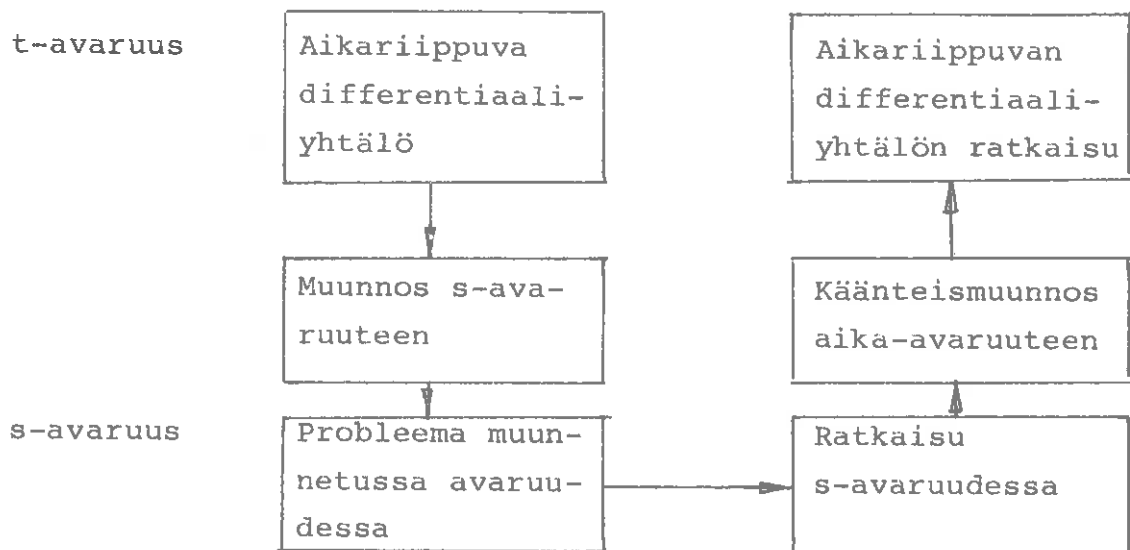 t-avaruus
Aikariippuva
differentiaali-
yhtälö
Aikariippuvan
differentiaali-
yhtälön ratkaisu
Muunnos s-ava-
ruuteen
Käänteismuunnos
aika-avaruuteen
s-avaruus
Probleema muun-
netussa avaruu-
dessa
Ratkaisu
s-avaruudessa